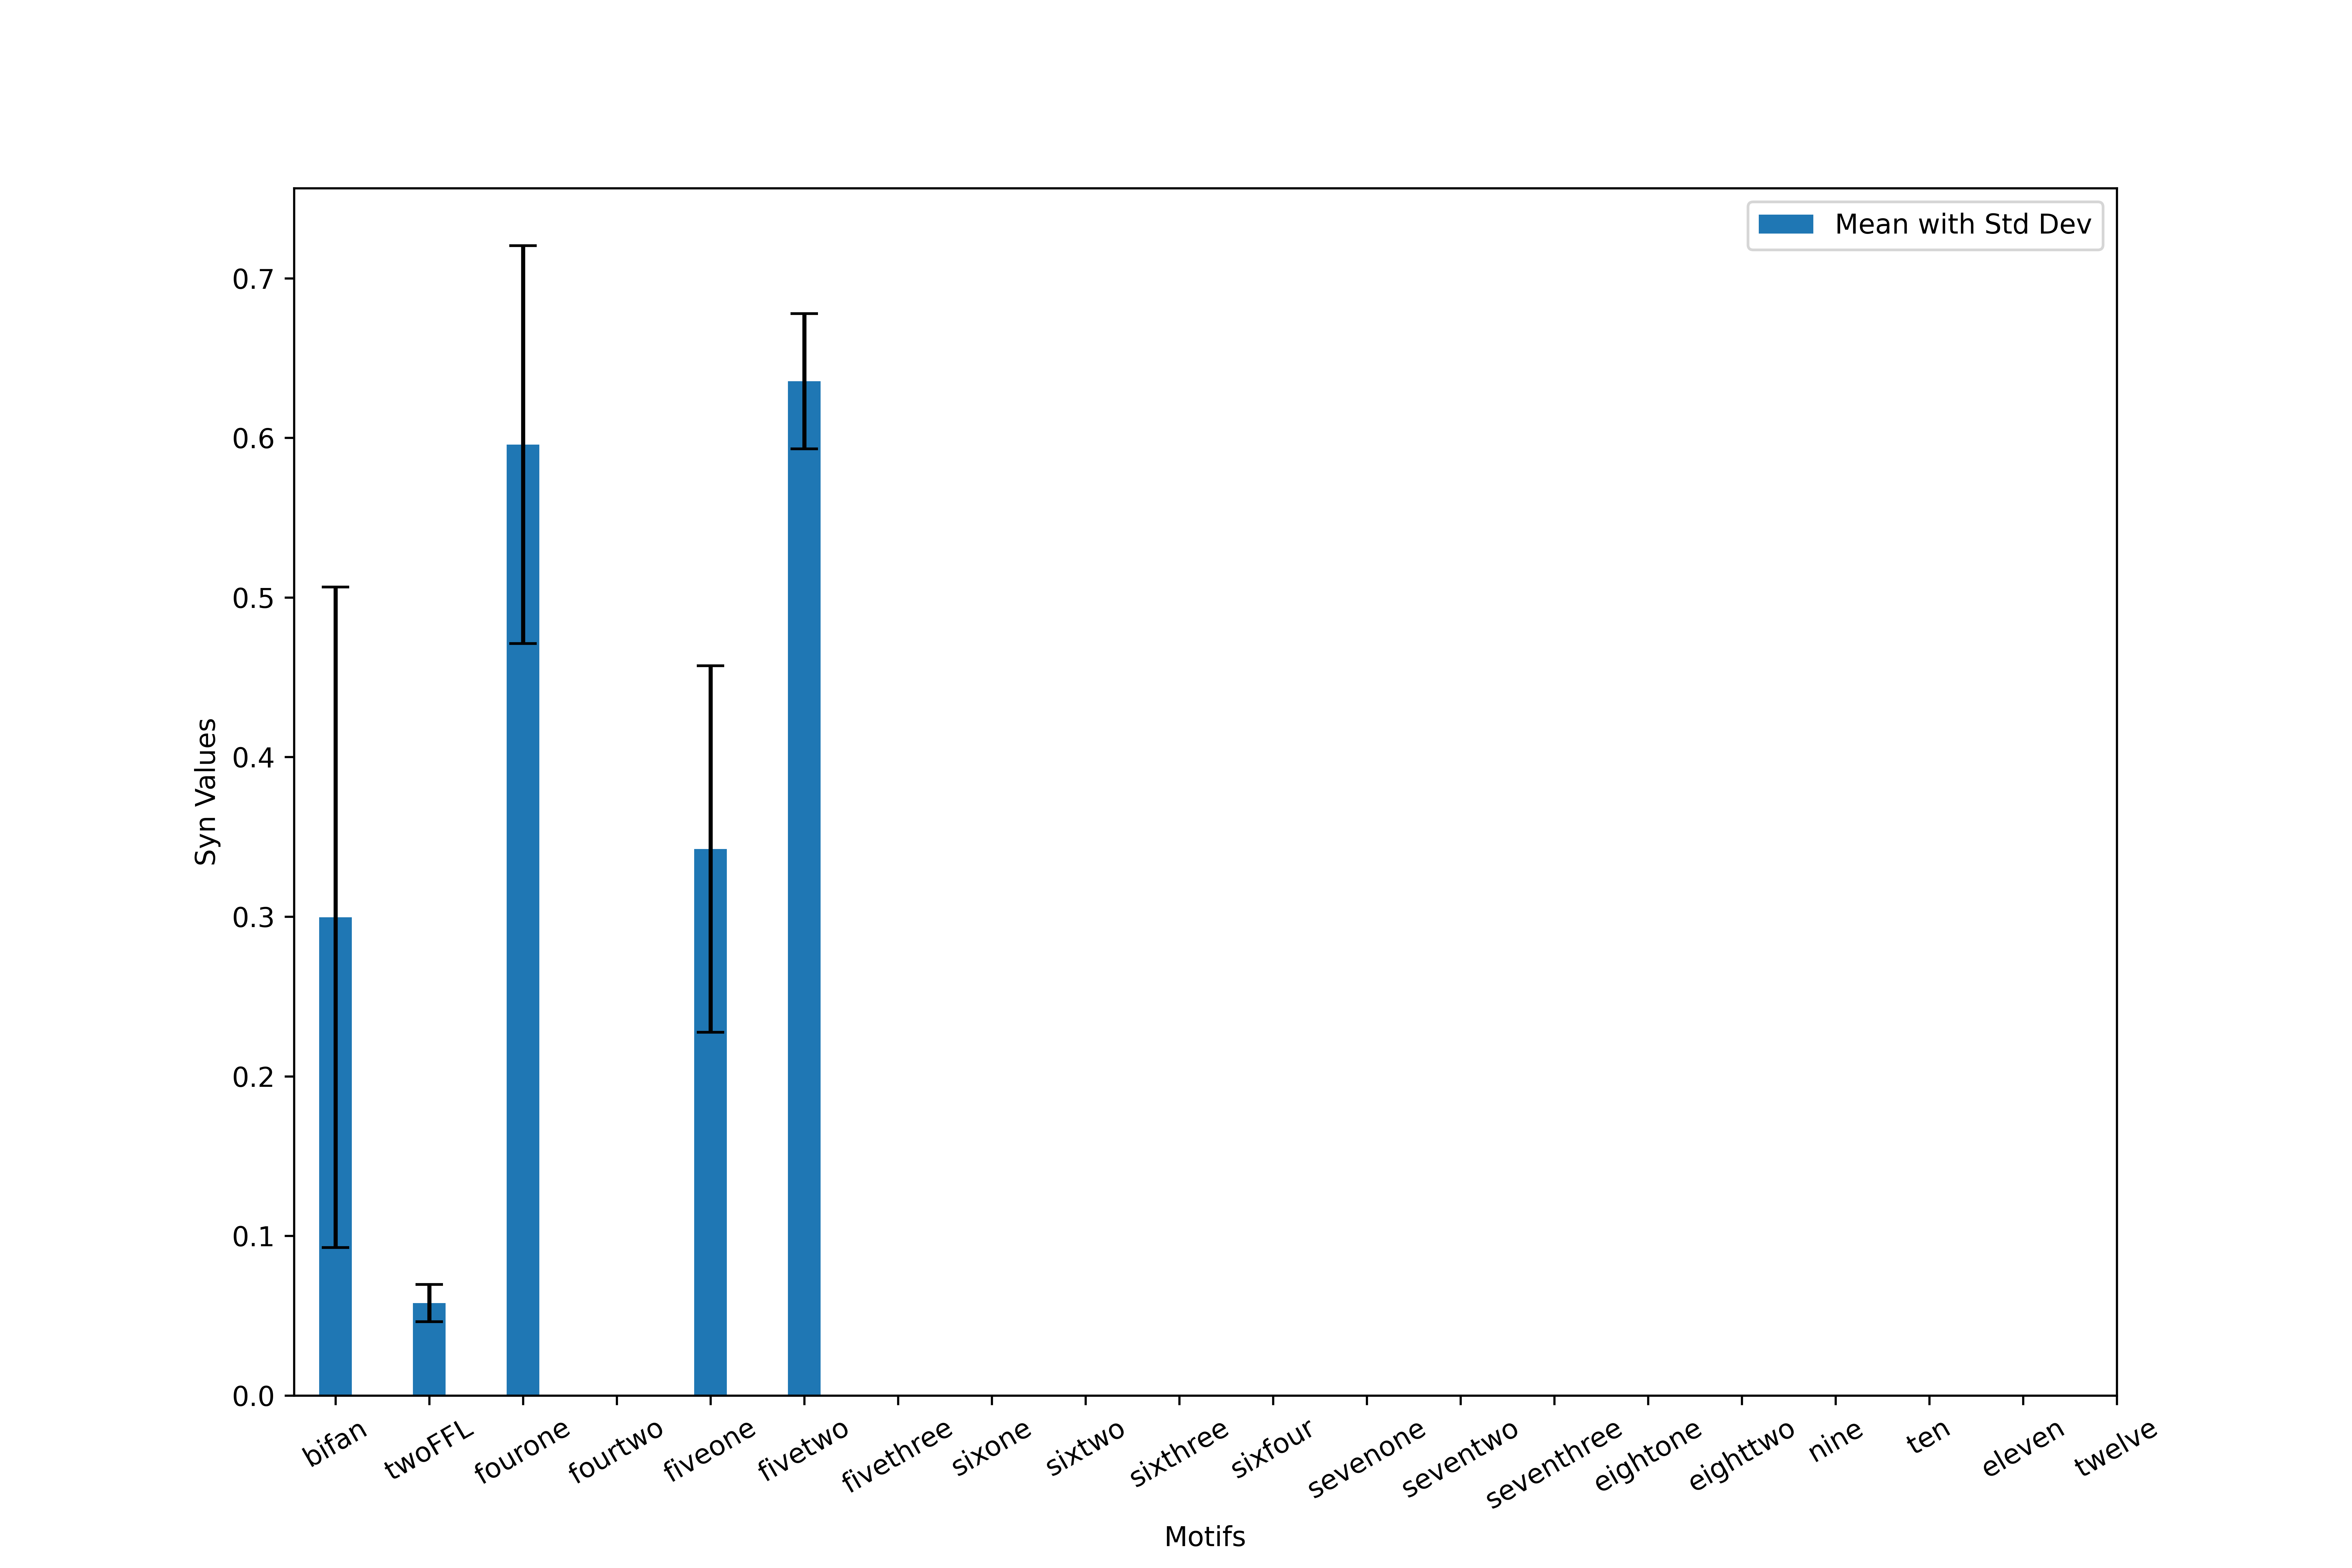 Mean with Std Dev
0.7
0.6
0.5
0.4
0.3
0.2
0.1
0.0
Syn Values
bifan
twoFFL
fourone
fourtwo
fiveone
fivetwo
fivethree
sixone
sixtwo
sixthree
sixfour
sevenone
seventwo
seventhree
eightone
eighttwo
nine
ten
eleven
twelve
Motifs